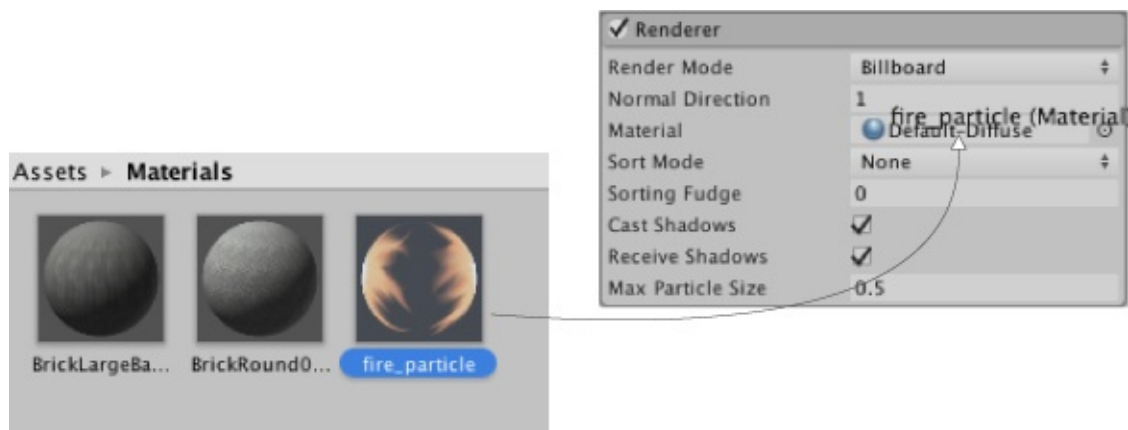 Renderer
Render Mode Billboard
Normal Direction 1
fire_particle (Material)
Material Default-Diffuse
Sort Mode None
Sorting Fudge 0
Cast Shadows
Receive Shadows
Max Particle Size 0.5
Assets ▸ Materials
BrickLargeBa... BrickRound0... fire_particle